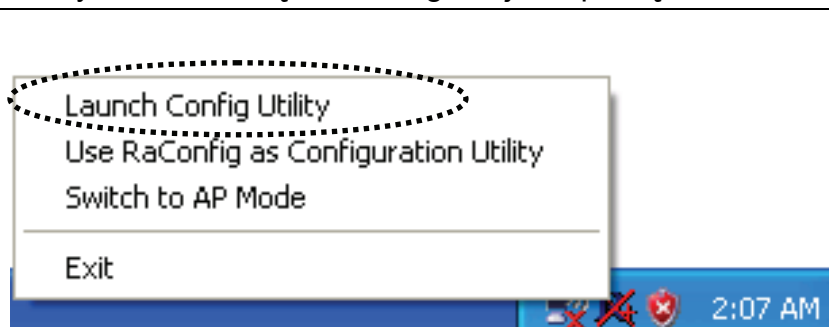 Launch Config Utility
Use RaConfig as Configuration Utility
Switch to AP Mode
Exit
2:07 AM